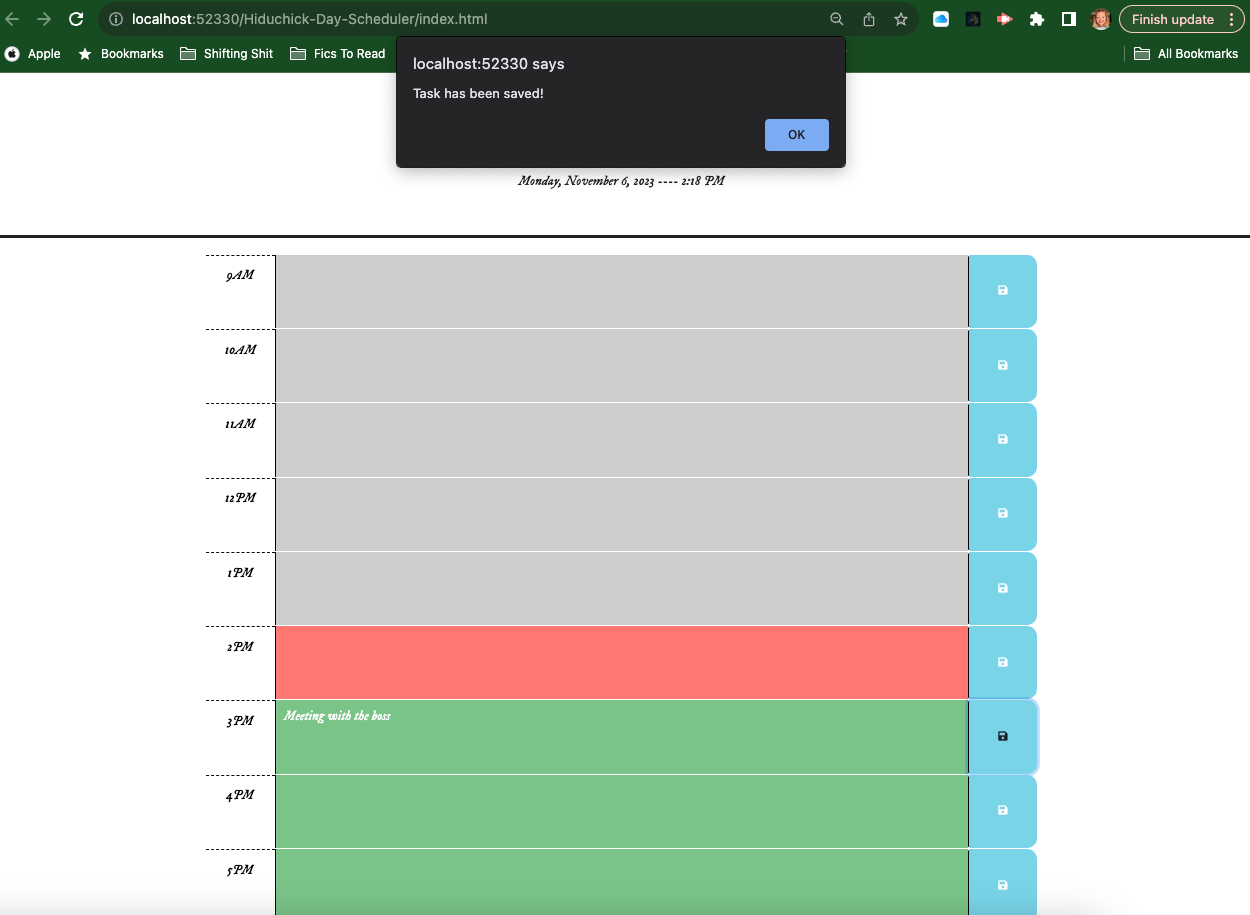 localhost:52330/Hiduchick-Day-Scheduler/index.html
Finish update
Apple
Bookmarks
Shifting Shit
Fics To Read
All Bookmarks
localhost:52330 says
Task has been saved!
OK
Monday, November 6, 2023 ---- 2:18 PM
9AM
10AM
11AM
12PM
1PM
2PM
3PM
Meeting with the boss
4PM
5PM